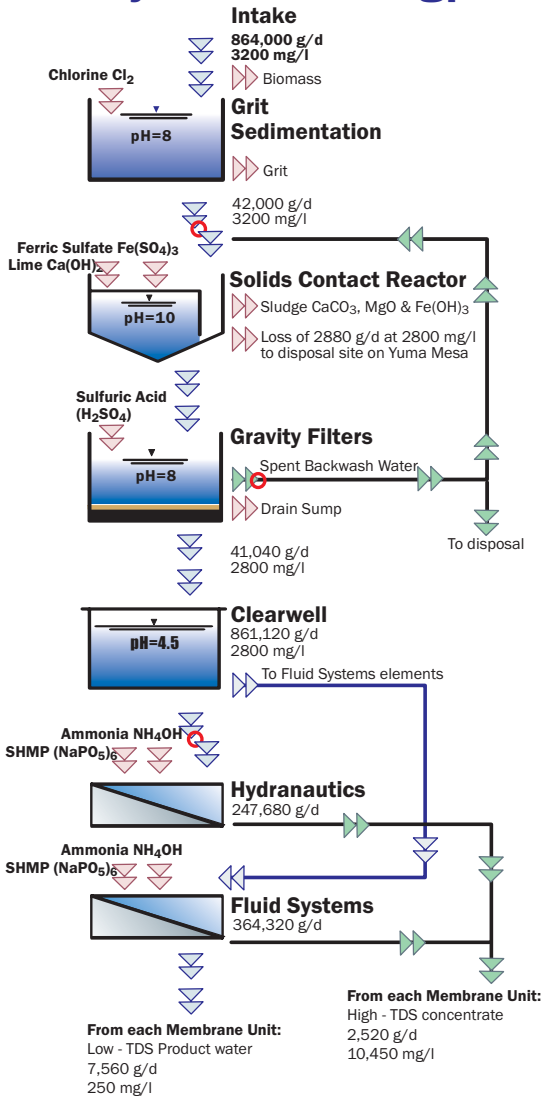 Intake
864,000 g/d
3200 mg/l
Biomass
Chlorine Cl2
pH=8
Grit
Sedimentation
Grit
42,000 g/d
3200 mg/l
Ferric Sulfate Fe(SO4)3
Lime Ca(OH)2
pH=10
Solids Contact Reactor
Sludge CaCO3, MgO & Fe(OH)3
Loss of 2880 g/d at 2800 mg/l
to disposal site on Yuma Mesa
Sulfuric Acid
(H2SO4)
pH=8
Gravity Filters
Spent Backwash Water
Drain Sump
To disposal
41,040 g/d
2800 mg/l
Clearwell
861,120 g/d
2800 mg/l
pH=4.5
To Fluid Systems elements
Ammonia NH4OH
SHMP (NaPO5)6
Hydranautics
247,680 g/d
Ammonia NH4OH
SHMP (NaPO5)6
Fluid Systems
364,320 g/d
From each Membrane Unit:
Low - TDS Product water
7,560 g/d
250 mg/l
From each Membrane Unit:
High - TDS concentrate
2,520 g/d
10,450 mg/l